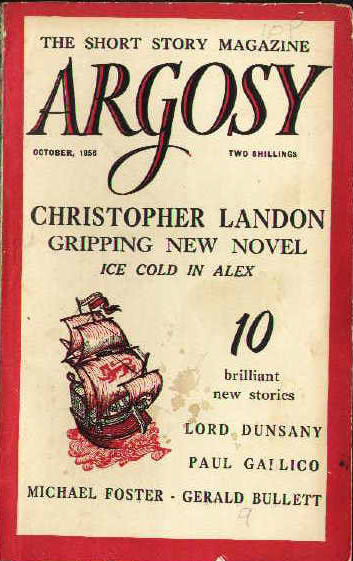 THE SHORT STORY MAGAZINE
ARGOSY
OCTOBER, 1956 TWO SHILLINGS
CHRISTOPHER LANDON
GRIPPING NEW NOVEL
ICE COLD IN ALEX
10
brilliant
new stories
LORD DUNSANY
PAUL GALLICO
MICHAEL FOSTER - GERALD BULLETT
9